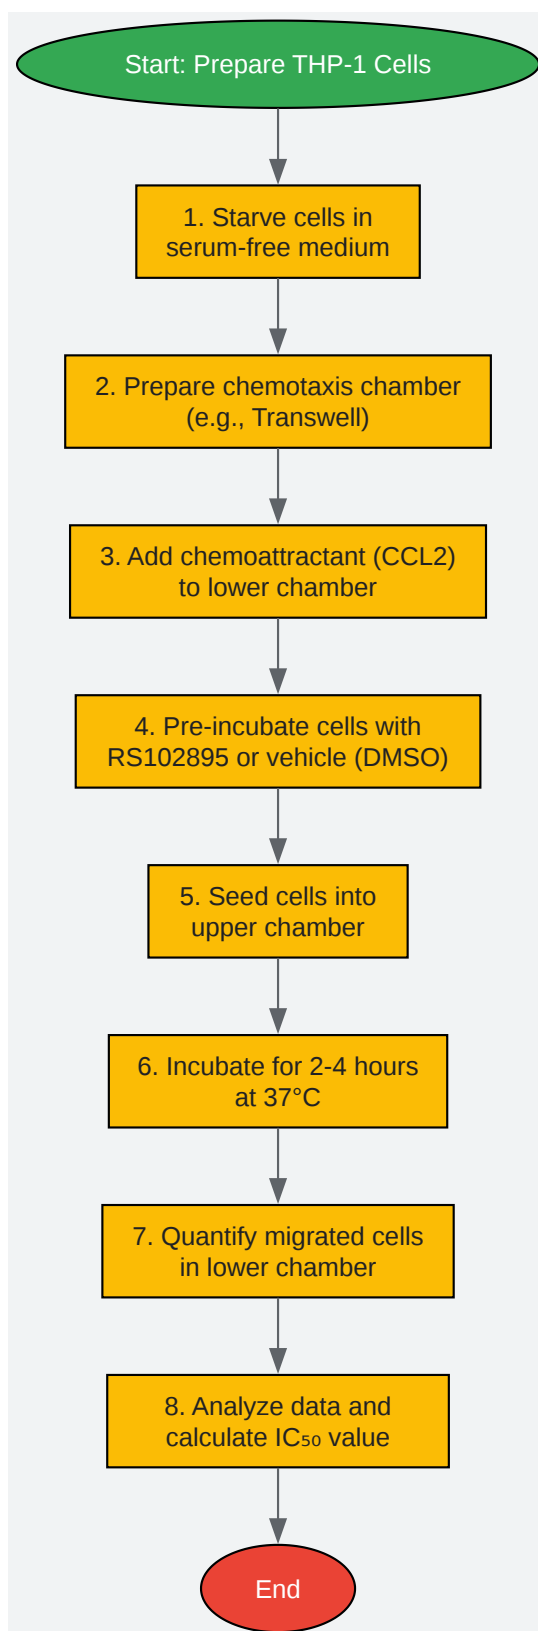 Start: Prepare THP-1 Cells
1. Starve cells in
serum-free medium
2. Prepare chemotaxis chamber
(e.g., Transwell)
3. Add chemoattractant (CCL2)
to lower chamber
4. Pre-incubate cells with
RS102895 or vehicle (DMSO)
5. Seed cells into
upper chamber
6. Incubate for 2-4 hours
at 37°C
7. Quantify migrated cells
in lower chamber
8. Analyze data and
calculate IC₅₀ value
End